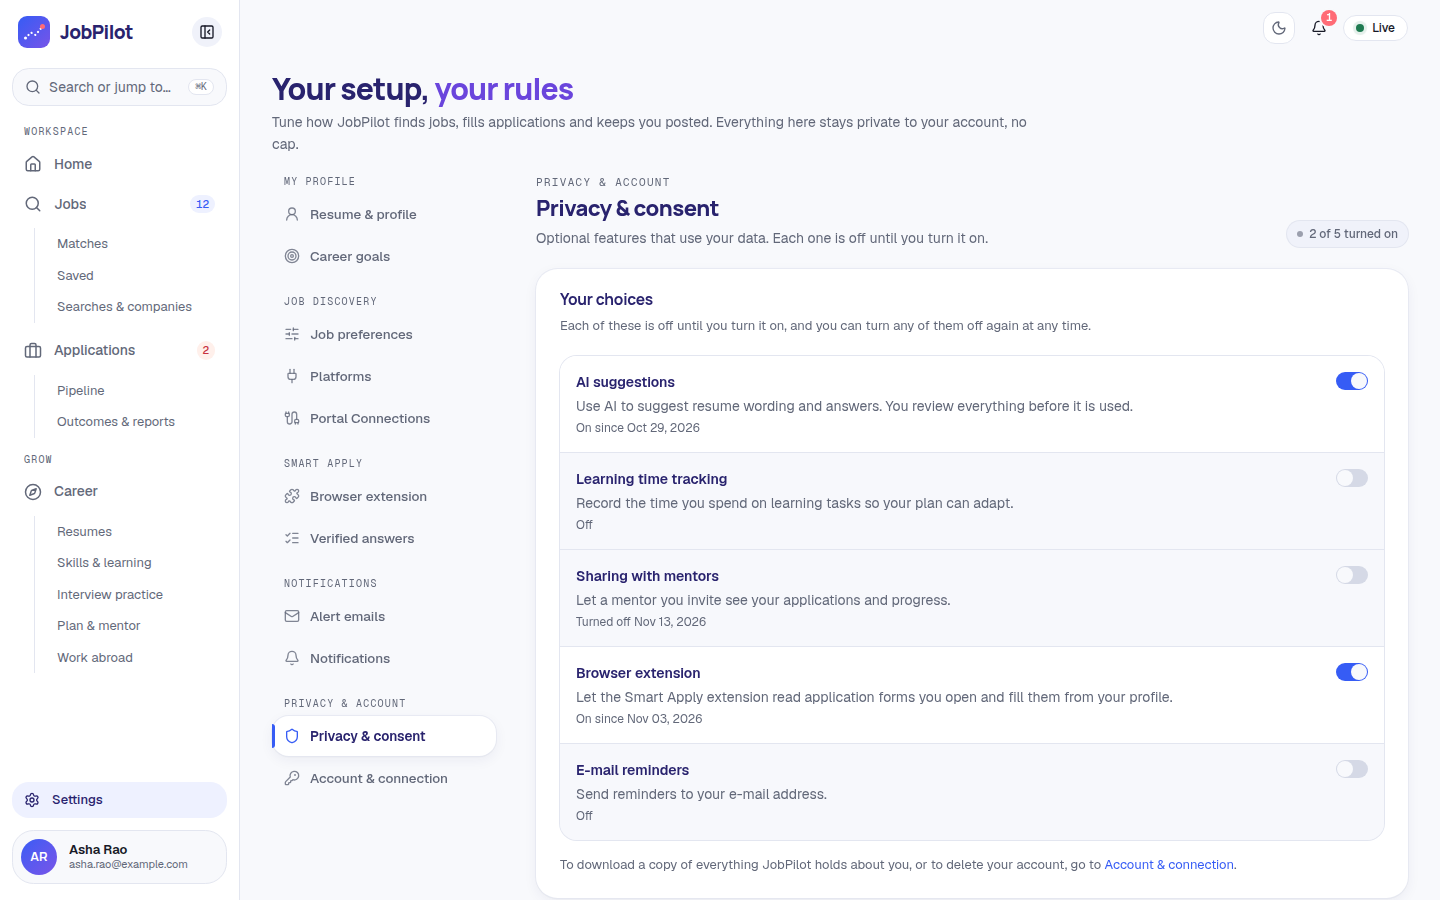 JobPilot
Search or jump to...
⌘K
WORKSPACE
Home
Jobs
12
Matches
Saved
Searches & companies
Applications
2
Pipeline
Outcomes & reports
GROW
Career
Resumes
Skills & learning
Interview practice
Plan & mentor
Work abroad
Settings
AR
Asha Rao
asha.rao@example.com
1
Live
Your setup, your rules
Tune how JobPilot finds jobs, fills applications and keeps you posted. Everything here stays private to your account, no
cap.
MY PROFILE
Resume & profile
Career goals
JOB DISCOVERY
Job preferences
Platforms
Portal Connections
SMART APPLY
Browser extension
Verified answers
NOTIFICATIONS
Alert emails
Notifications
PRIVACY & ACCOUNT
Privacy & consent
Account & connection
PRIVACY & ACCOUNT
Privacy & consent
Optional features that use your data. Each one is off until you turn it on.
2 of 5 turned on
Your choices
Each of these is off until you turn it on, and you can turn any of them off again at any time.
AI suggestions
Use AI to suggest resume wording and answers. You review everything before it is used.
On since Oct 29, 2026
Learning time tracking
Record the time you spend on learning tasks so your plan can adapt.
Off
Sharing with mentors
Let a mentor you invite see your applications and progress.
Turned off Nov 13, 2026
Browser extension
Let the Smart Apply extension read application forms you open and fill them from your profile.
On since Nov 03, 2026
E-mail reminders
Send reminders to your e-mail address.
Off
To download a copy of everything JobPilot holds about you, or to delete your account, go to Account & connection.